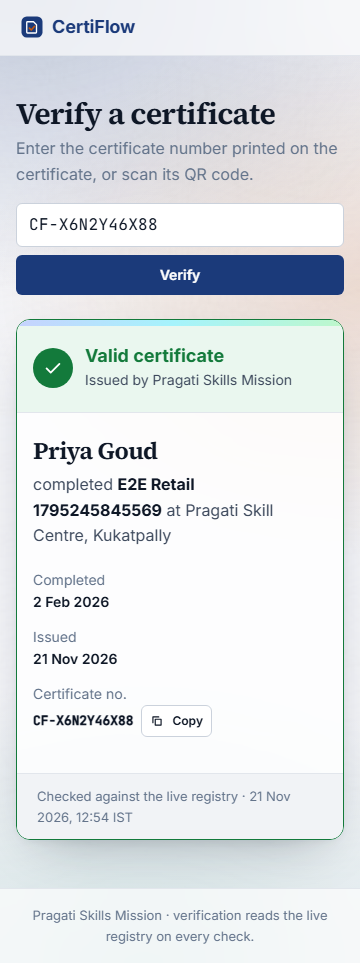 CertiFlow
Verify a certificate
Enter the certificate number printed on the
certificate, or scan its QR code.
CF-X6N2Y46X88
Verify
Valid certificate
Issued by Pragati Skills Mission
Priya Goud
completed E2E Retail
1795245845569 at Pragati Skill
Centre, Kukatpally
Completed
2 Feb 2026
Issued
21 Nov 2026
Certificate no.
CF-X6N2Y46X88 Copy
Checked against the live registry · 21 Nov
2026, 12:54 IST
Pragati Skills Mission · verification reads the live
registry on every check.